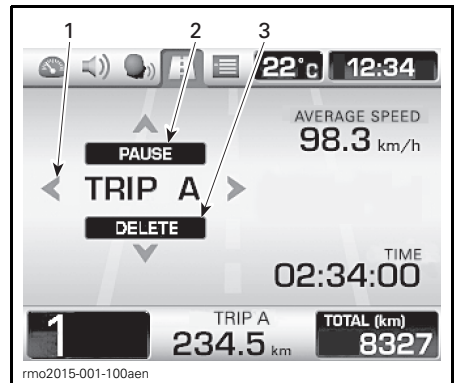 1 2 3
22°C 12:34
AVERAGE SPEED
98.3 km/h
PAUSE
TRIP A
DELETE
TIME
02:34:00
1
TRIP A
234.5 km
TOTAL (km)
8327
rmo2015-001-100aen